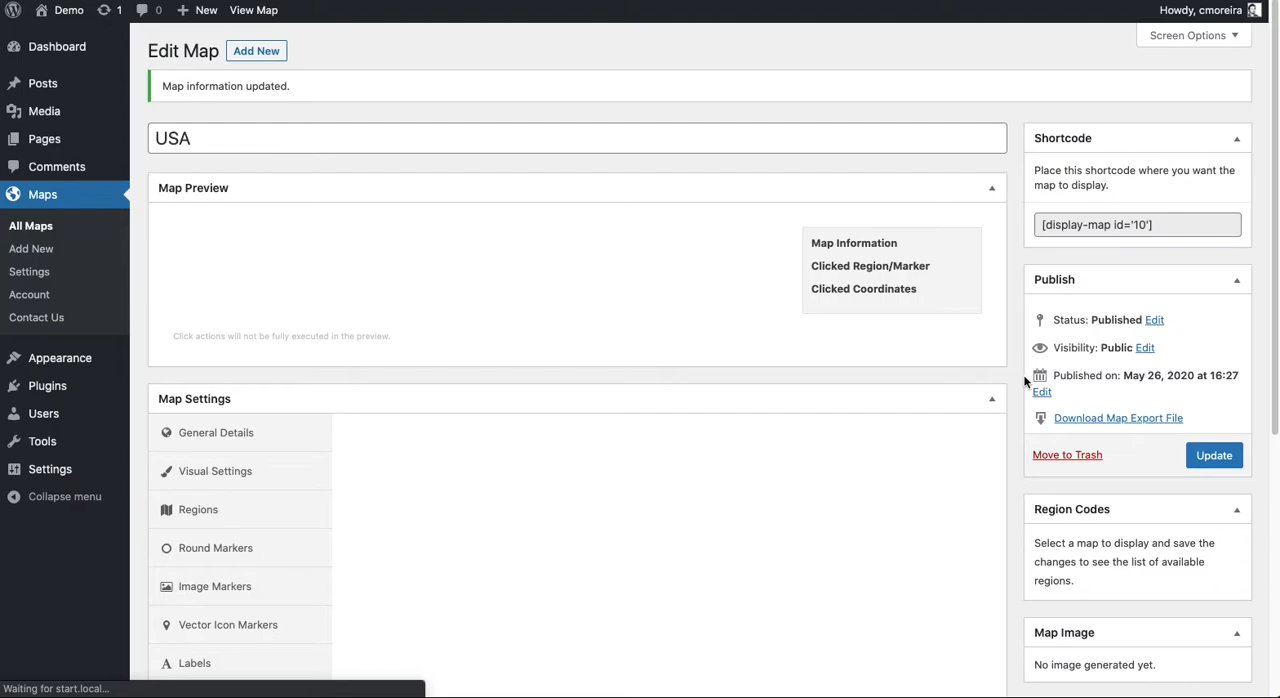 Demo 1 0 New View Map Howdy, cmoreira
Dashboard
Posts
Media
Pages
Comments
Maps
All Maps
Add New
Settings
Account
Contact Us
Appearance
Plugins
Users
Tools
Settings
Collapse menu
Screen Options
Edit Map Add New
Map information updated.
USA
Map Preview
Map Information
Clicked Region/Marker
Clicked Coordinates
Click actions will not be fully executed in the preview.
Map Settings
General Details
Visual Settings
Regions
Round Markers
Image Markers
Vector Icon Markers
Labels
Shortcode
Place this shortcode where you want the
map to display.
[display-map id='10']
Publish
Status: Published Edit
Visibility: Public Edit
Published on: May 26, 2020 at 16:27
Edit
Download Map Export File
Move to Trash Update
Region Codes
Select a map to display and save the
changes to see the list of available
regions.
Map Image
No image generated yet.
Waiting for start.local...